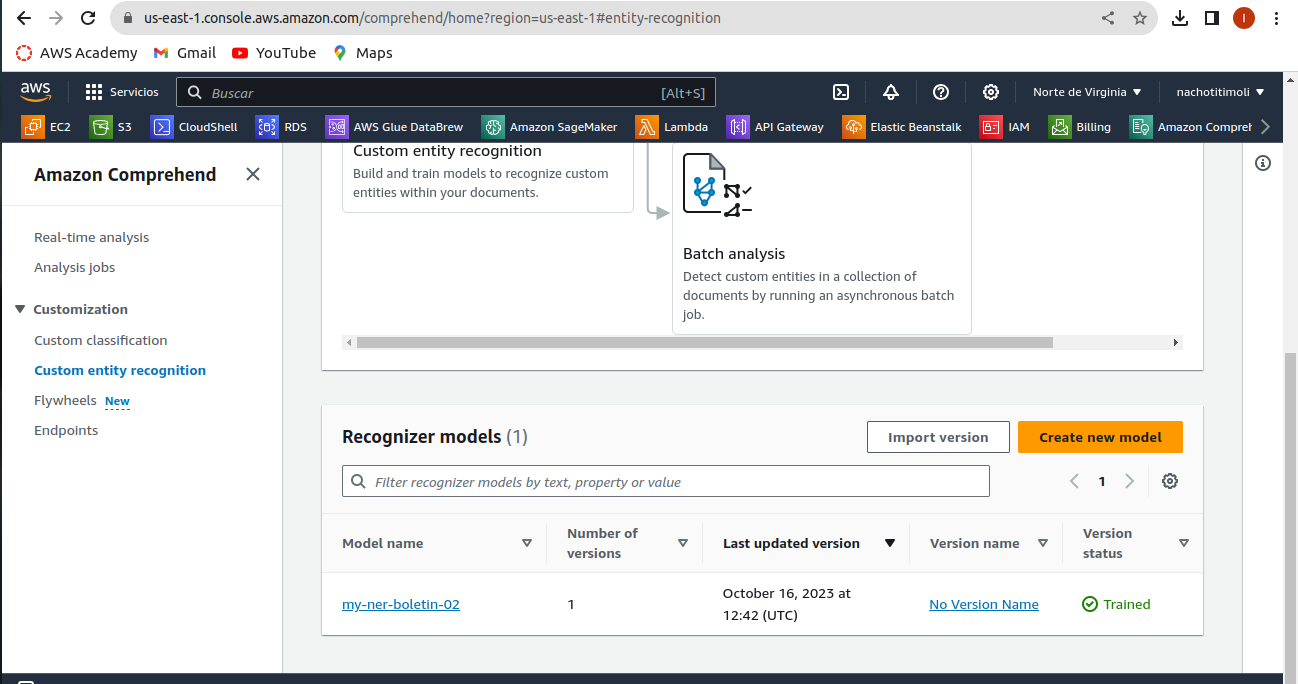 us-east-1.console.aws.amazon.com/comprehend/home?region=us-east-1#entity-recognition
I
AWS Academy Gmail YouTube Maps
aws Servicios Buscar [Alt+S] Norte de Virginia nachotitimoli
EC2 S3 CloudShell RDS AWS Glue DataBrew Amazon SageMaker Lambda API Gateway Elastic Beanstalk IAM Billing Amazon Compreh
Amazon Comprehend
Real-time analysis
Analysis jobs
Customization
Custom classification
Custom entity recognition
Flywheels New
Endpoints
Custom entity recognition
Build and train models to recognize custom
entities within your documents.
Batch analysis
Detect custom entities in a collection of
documents by running an asynchronous batch
job.
Recognizer models (1)
Import version
Create new model
Filter recognizer models by text, property or value
1
Model name
Number of
versions
Last updated version
Version name
Version
status
my-ner-boletin-02
1
October 16, 2023 at
12:42 (UTC)
No Version Name
Trained